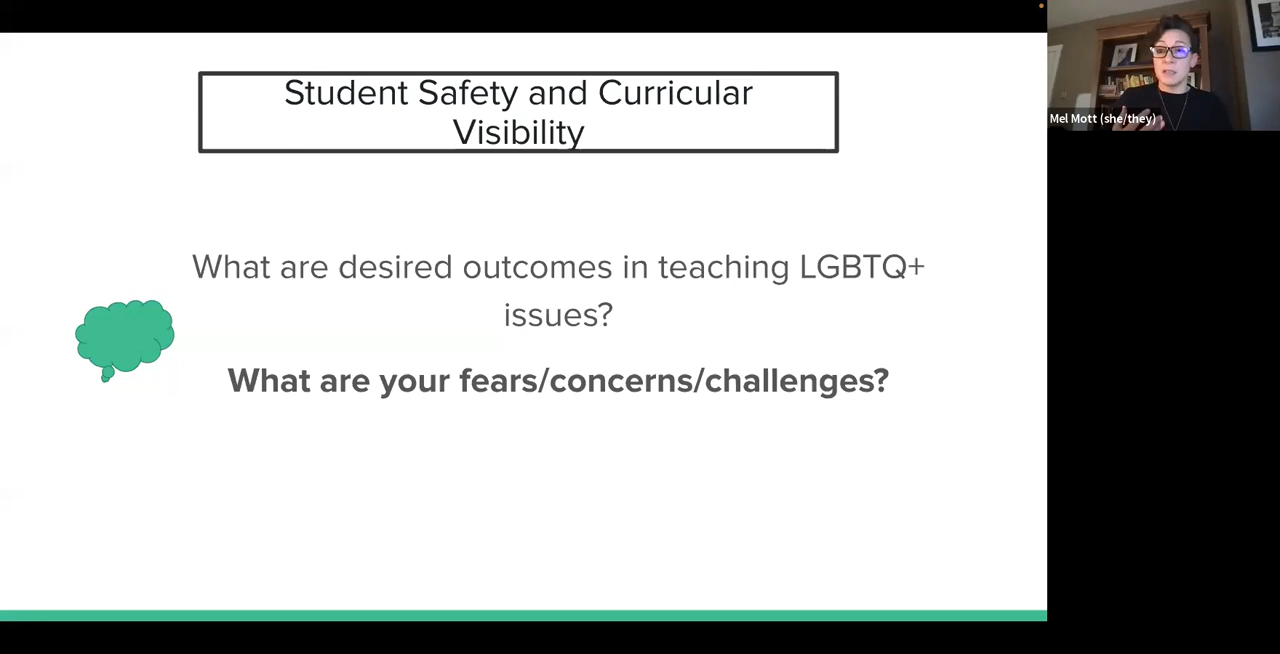 Student Safety and Curricular
Visibility
What are desired outcomes in teaching LGBTQ+
issues?
What are your fears/concerns/challenges?
Mel Mott (she/they)